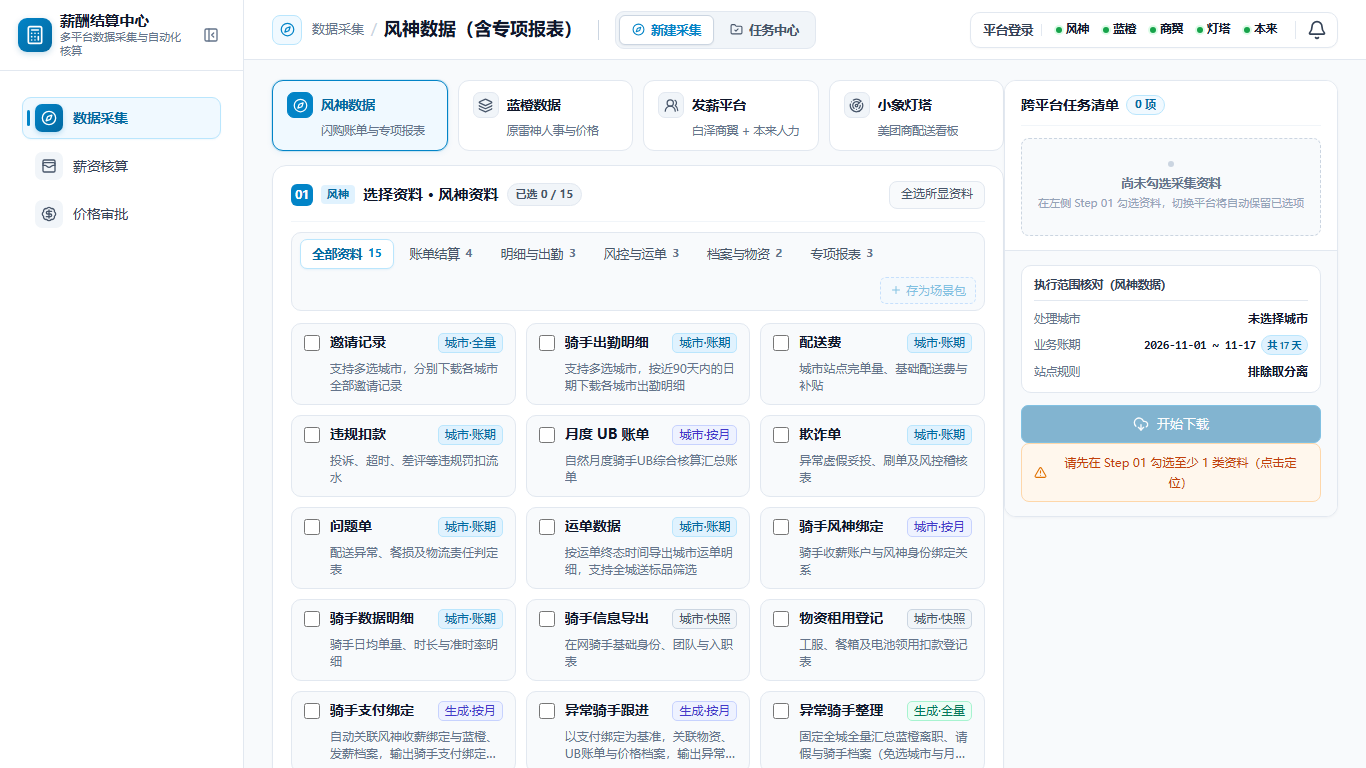 薪酬结算中心
多平台数据采集与自动化
核算
数据采集
薪资核算
价格审批
数据采集 / 风神数据（含专项报表）
新建采集
任务中心
平台登录
风神
蓝橙
商翼
灯塔
本来
风神数据
闪购账单与专项报表
蓝橙数据
原雷神人事与价格
发薪平台
白泽商翼 + 本来人力
小象灯塔
美团商配送看板
01 风神 选择资料 • 风神资料 已选 0 / 15
全选所显资料
全部资料 15
账单结算 4
明细与出勤 3
风控与运单 3
档案与物资 2
专项报表 3
+ 存为场景包
邀请记录 城市·全量
支持多选城市，分别下载各城市
全部邀请记录
骑手出勤明细 城市·账期
支持多选城市，按近90天内的日
期下载各城市出勤明细
配送费 城市·账期
城市站点完单量、基础配送费与
补贴
违规扣款 城市·账期
投诉、超时、差评等违规罚扣流
水
月度 UB 账单 城市·按月
自然月度骑手UB综合核算汇总账
单
欺诈单 城市·账期
异常虚假妥投、刷单及风控稽核
表
问题单 城市·账期
配送异常、餐损及物流责任判定
表
运单数据 城市·账期
按运单终态时间导出城市运单明
细，支持全城送标品筛选
骑手风神绑定 城市·按月
骑手收薪账户与风神身份绑定关
系
骑手数据明细 城市·账期
骑手日均单量、时长与准时率明
细
骑手信息导出 城市·快照
在网骑手基础身份、团队与入职
表
物资租用登记 城市·快照
工服、餐箱及电池领用扣款登记
表
骑手支付绑定 生成·按月
自动关联风神收薪绑定与蓝橙、
发薪档案，输出骑手支付绑定...
异常骑手跟进 生成·按月
以支付绑定为基准，关联物资、
UB账单与价格档案，输出异常...
异常骑手整理 生成·全量
固定全域全量汇总蓝橙离职、请
假与骑手档案（免选城市与月...
跨平台任务清单 0 项
尚未勾选采集资料
在左侧 Step 01 勾选资料，切换平台将自动保留已选项
执行范围核对（风神数据）
处理城市 未选择城市
业务账期 2026-11-01 ~ 11-17 共 17 天
站点规则 排除取分离
开始下载
请先在 Step 01 勾选至少 1 类资料（点击定
位）